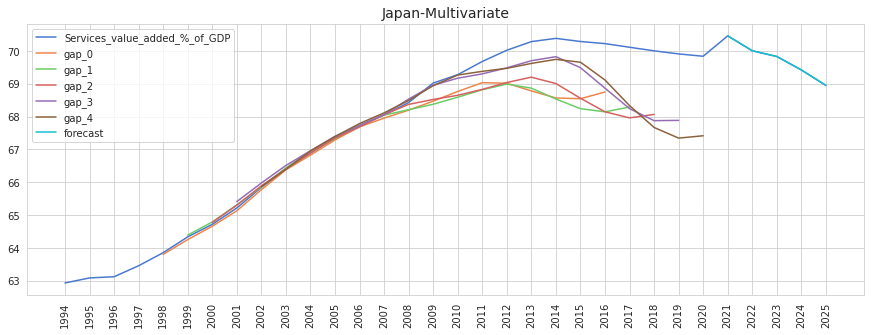 Japan-Multivariate
Services_value_added_%_of_GDP
gap_0
gap_1
gap_2
gap_3
gap_4
forecast
70
69
68
67
66
65
64
63
1994 1995 1996 1997 1998 1999 2000 2001 2002 2003 2004 2005 2006 2007 2008 2009 2010 2011 2012 2013 2014 2015 2016 2017 2018 2019 2020 2021 2022 2023 2024 2025